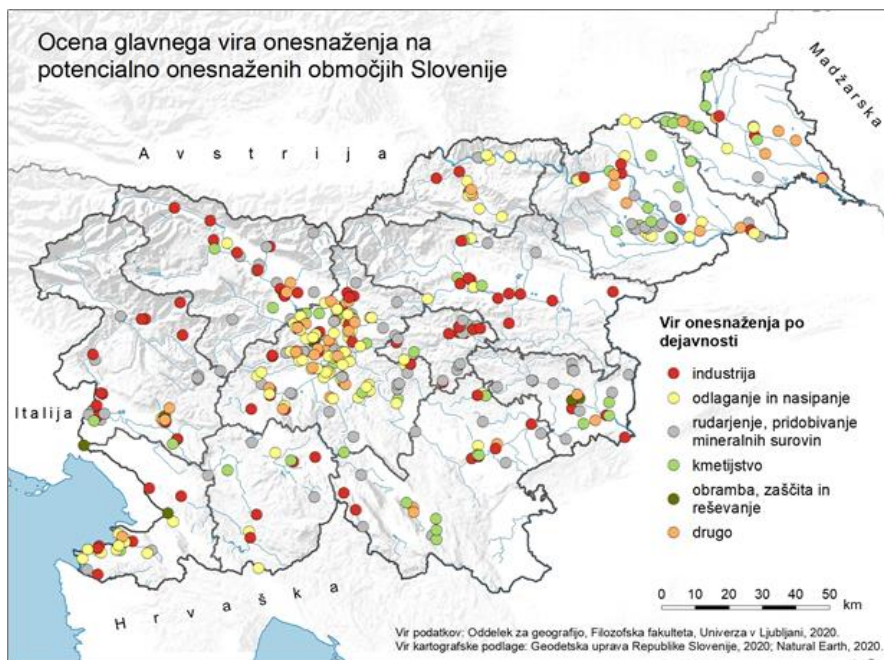 Ocena glavnega vira onesnaženja na
potencialno onesnaženih območjih Slovenije
Madžarska
Avstrija
Italija
Hrvaška
Vir onesnaženja po
dejavnosti
industrija
odlaganje in nasipanje
rudarjenje, pridobivanje
mineralnih surovin
kmetijstvo
obramba, zaščita in
reševanje
drugo
0 10 20 30 40 50
km
Vir podatkov: Oddelek za geografijo, Filozofska fakulteta, Univerza v Ljubljani, 2020.
Vir kartografske podlage: Geodetska uprava Republike Slovenije, 2020; Natural Earth, 2020.